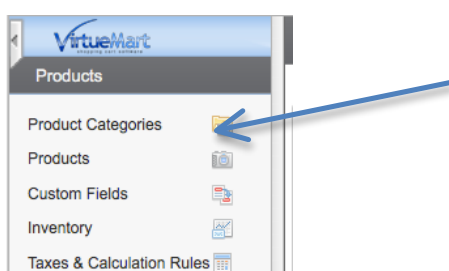 VirtueMart
shopping cart software
Products
Product Categories
Products
Custom Fields
Inventory
Taxes & Calculation Rules